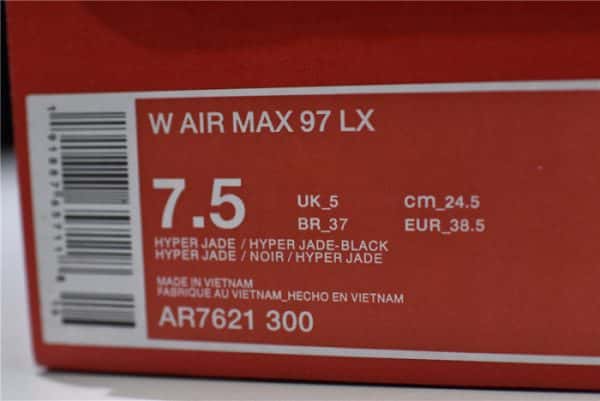 W AIR MAX 97 LX
7.5
UK_5 cm_24.5
BR_37 EUR_38.5
HYPER JADE / HYPER JADE-BLACK
HYPER JADE / NOIR / HYPER JADE
MADE IN VIETNAM
FABRIQUE AU VIETNAM_HECHO EN VIETNAM
AR7621 300